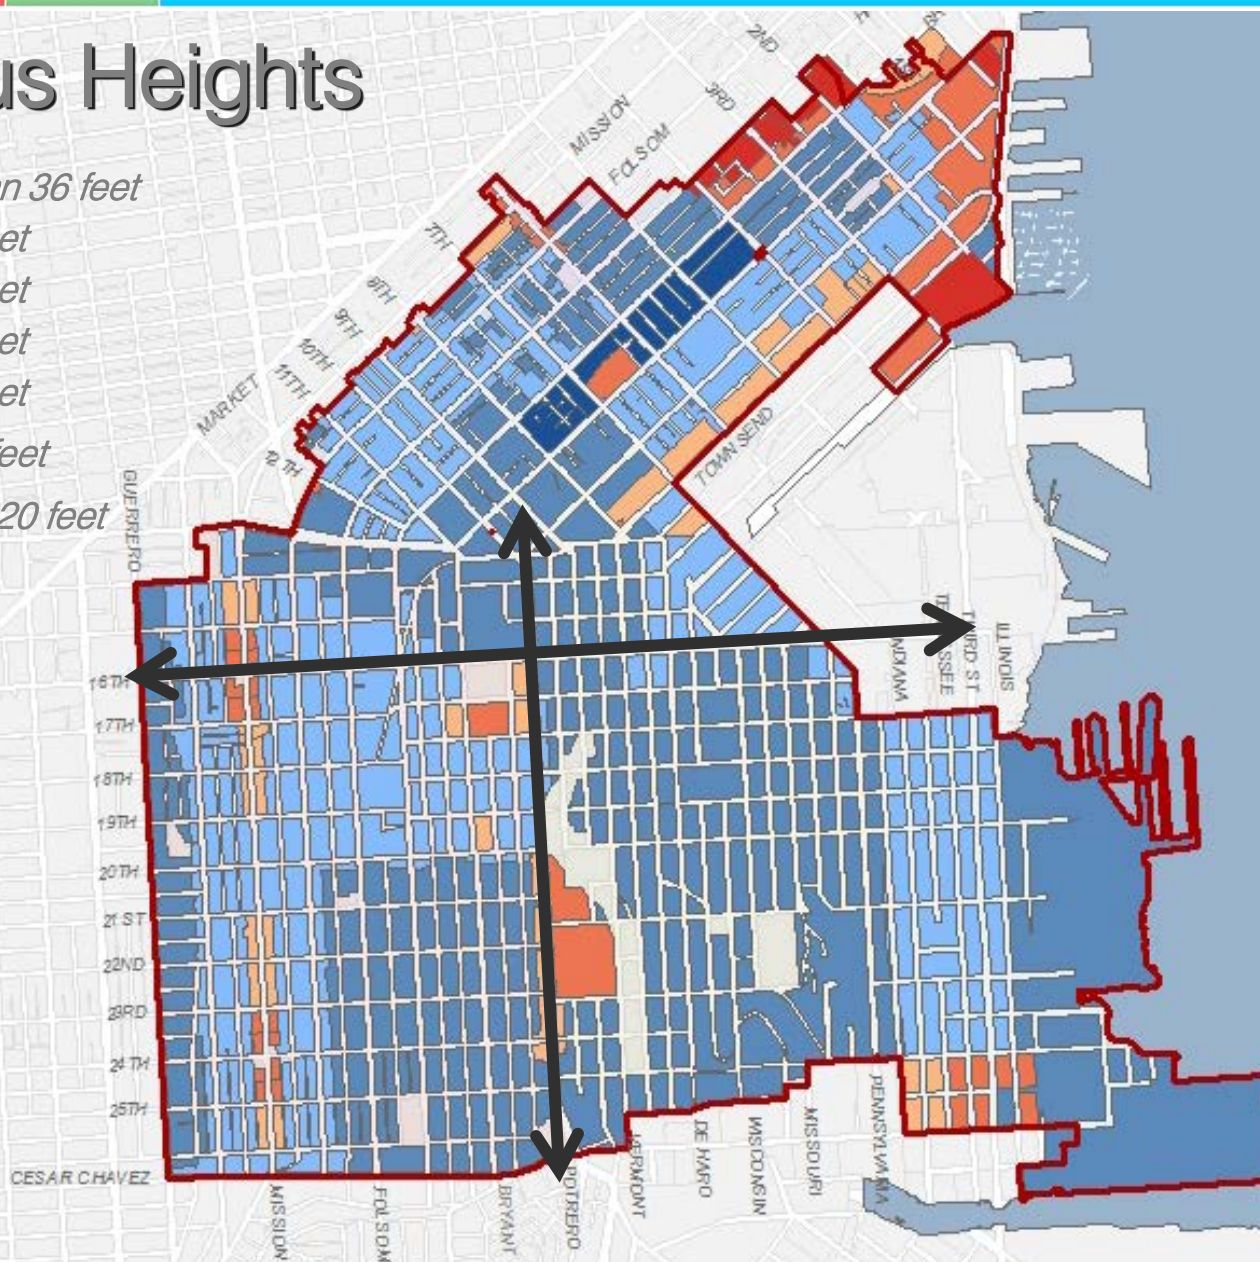 us Heights
n 36 feet
et
et
et
et
feet
20 feet
2ND
3RD
MISSION
FOLSOM
7TH
8TH
9TH
10TH
11TH
MARKET
12 TH
GUERRERO
TOWNSEND
INDIANA
TENNESSEE
THIRD ST
ILLINOIS
16TH
17TH
18TH
19TH
20TH
21 ST
22ND
23RD
24 TH
25TH
CESAR CHAVEZ
MISSION
FOLSOM
BRYANT
POTRERO
VERMONT
DE HARO
WISCONSIN
MISSOURI
PENNSYLVANIA